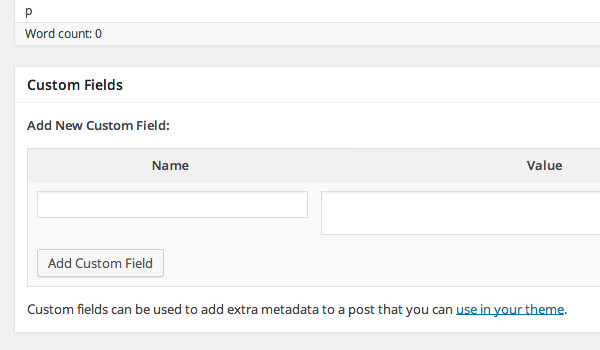 p
Word count: 0
Custom Fields
Add New Custom Field:
Name Value
Add Custom Field
Custom fields can be used to add extra metadata to a post that you can use in your theme.